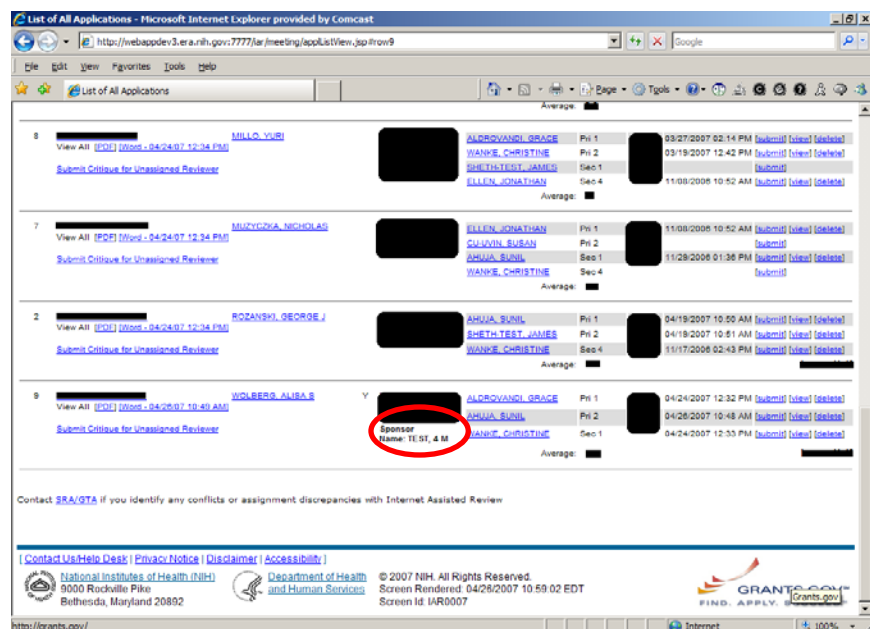 List of All Applications - Microsoft Internet Explorer provided by Comcast
http://webappdev3.era.nih.gov:7777/iar/meeting/applListView.jsp#row9
Google
File Edit View Favorites Tools Help
List of All Applications
Page Tools
Average:
8 MILLO, YURI ALDROVANDI, GRACE Pri 1 03/27/2007 02:14 PM [submit] [view] [delete]
View All [PDF] [Word - 04/24/07 12:34 PM] WANKE, CHRISTINE Pri 2 03/19/2007 12:42 PM [submit] [view] [delete]
Submit Critique for Unassigned Reviewer SHETH-TEST, JAMES Sec 1 [submit]
ELLEN, JONATHAN Sec 4 11/08/2006 10:52 AM [submit] [view] [delete]
Average:
7 MUZYCZKA, NICHOLAS ELLEN, JONATHAN Pri 1 11/08/2006 10:52 AM [submit] [view] [delete]
View All [PDF] [Word - 04/24/07 12:34 PM] CU-UVIN, SUSAN Pri 2 [submit]
Submit Critique for Unassigned Reviewer AHUJA, SUNIL Sec 1 11/28/2006 01:36 PM [submit] [view] [delete]
WANKE, CHRISTINE Sec 4 [submit]
Average:
2 ROZANSKI, GEORGE J AHUJA, SUNIL Pri 1 04/19/2007 10:50 AM [submit] [view] [delete]
View All [PDF] [Word - 04/24/07 12:34 PM] SHETH-TEST, JAMES Pri 2 04/19/2007 10:51 AM [submit] [view] [delete]
Submit Critique for Unassigned Reviewer WANKE, CHRISTINE Sec 4 11/17/2006 02:43 PM [submit] [view] [delete]
Average:
9 WOLBERG, ALISA S Y ALDROVANDI, GRACE Pri 1 04/24/2007 12:32 PM [submit] [view] [delete]
View All [PDF] [Word - 04/26/07 10:49 AM] AHUJA, SUNIL Pri 2 04/26/2007 10:48 AM [submit] [view] [delete]
Submit Critique for Unassigned Reviewer Sponsor WANKE, CHRISTINE Sec 1 04/24/2007 12:33 PM [submit] [view] [delete]
Name: TEST, 4 M
Average:
Contact SRA/GTA if you identify any conflicts or assignment discrepancies with Internet Assisted Review
[ Contact Us/Help Desk | Privacy Notice | Disclaimer | Accessibility ]
National Institutes of Health (NIH) Department of Health © 2007 NIH. All Rights Reserved.
9000 Rockville Pike and Human Services Screen Rendered: 04/26/2007 10:59:02 EDT
Bethesda, Maryland 20892 Screen Id: IAR0007
GRANTS.GOV℠
FIND. APPLY.
Grants.gov
http://grants.gov/ Internet 100%